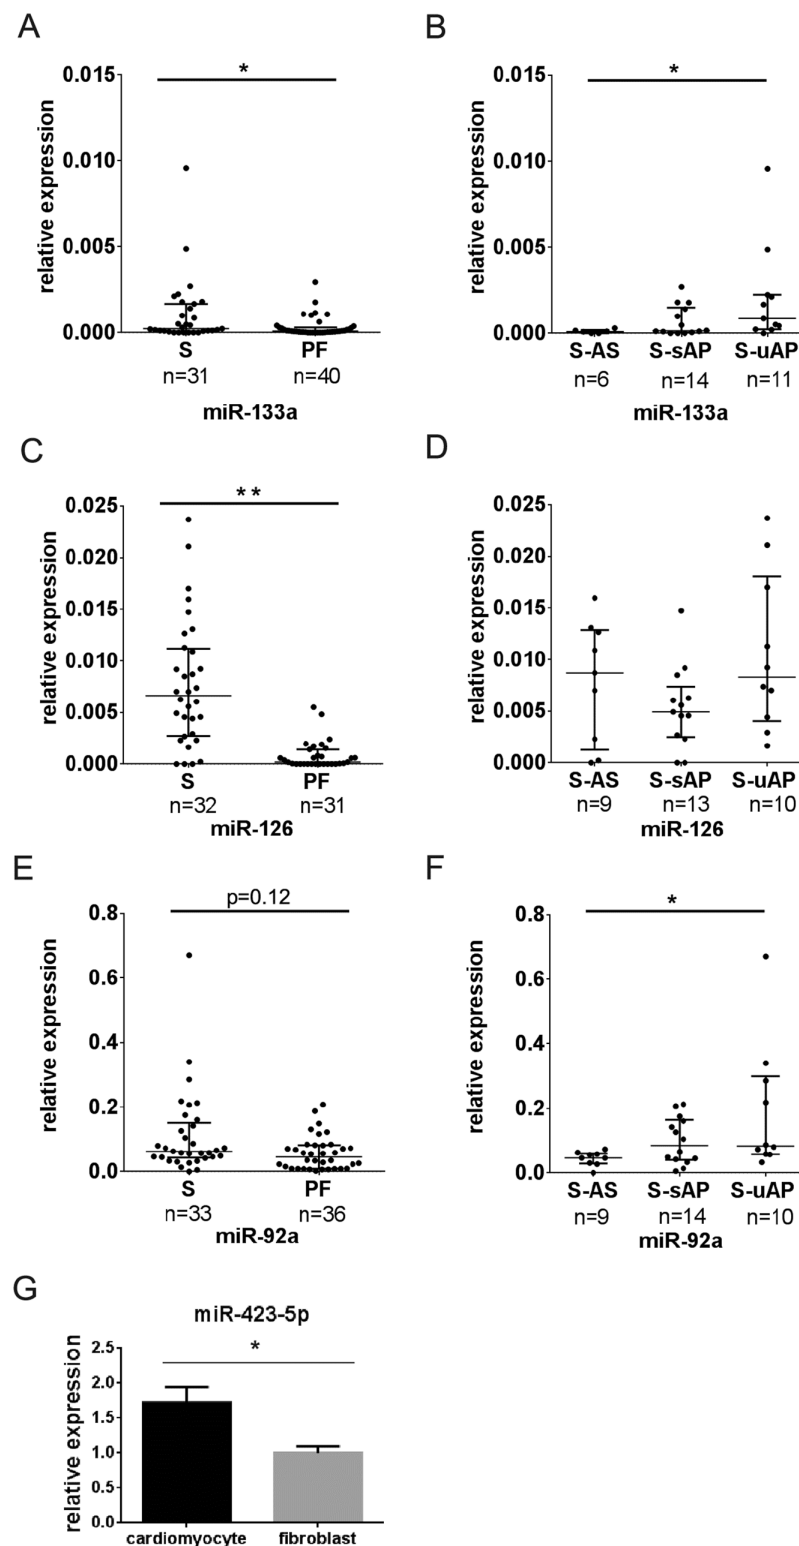 A
B
relative expression
0.015
0.010
0.005
0.000
*
S
PF
n=31
n=40
miR-133a
relative expression
0.015
0.010
0.005
0.000
*
S-AS
S-sAP
S-uAP
n=6
n=14
n=11
miR-133a
C
D
relative expression
0.025
0.020
0.015
0.010
0.005
0.000
**
S
PF
n=32
n=31
miR-126
relative expression
0.025
0.020
0.015
0.010
0.005
0.000
S-AS
S-sAP
S-uAP
n=9
n=13
n=10
miR-126
E
F
relative expression
0.8
0.6
0.4
0.2
0.0
p=0.12
S
PF
n=33
n=36
miR-92a
relative expression
0.8
0.6
0.4
0.2
0.0
*
S-AS
S-sAP
S-uAP
n=9
n=14
n=10
miR-92a
G
miR-423-5p
*
relative expression
2.5
2.0
1.5
1.0
0.5
0.0
cardiomyocyte
fibroblast